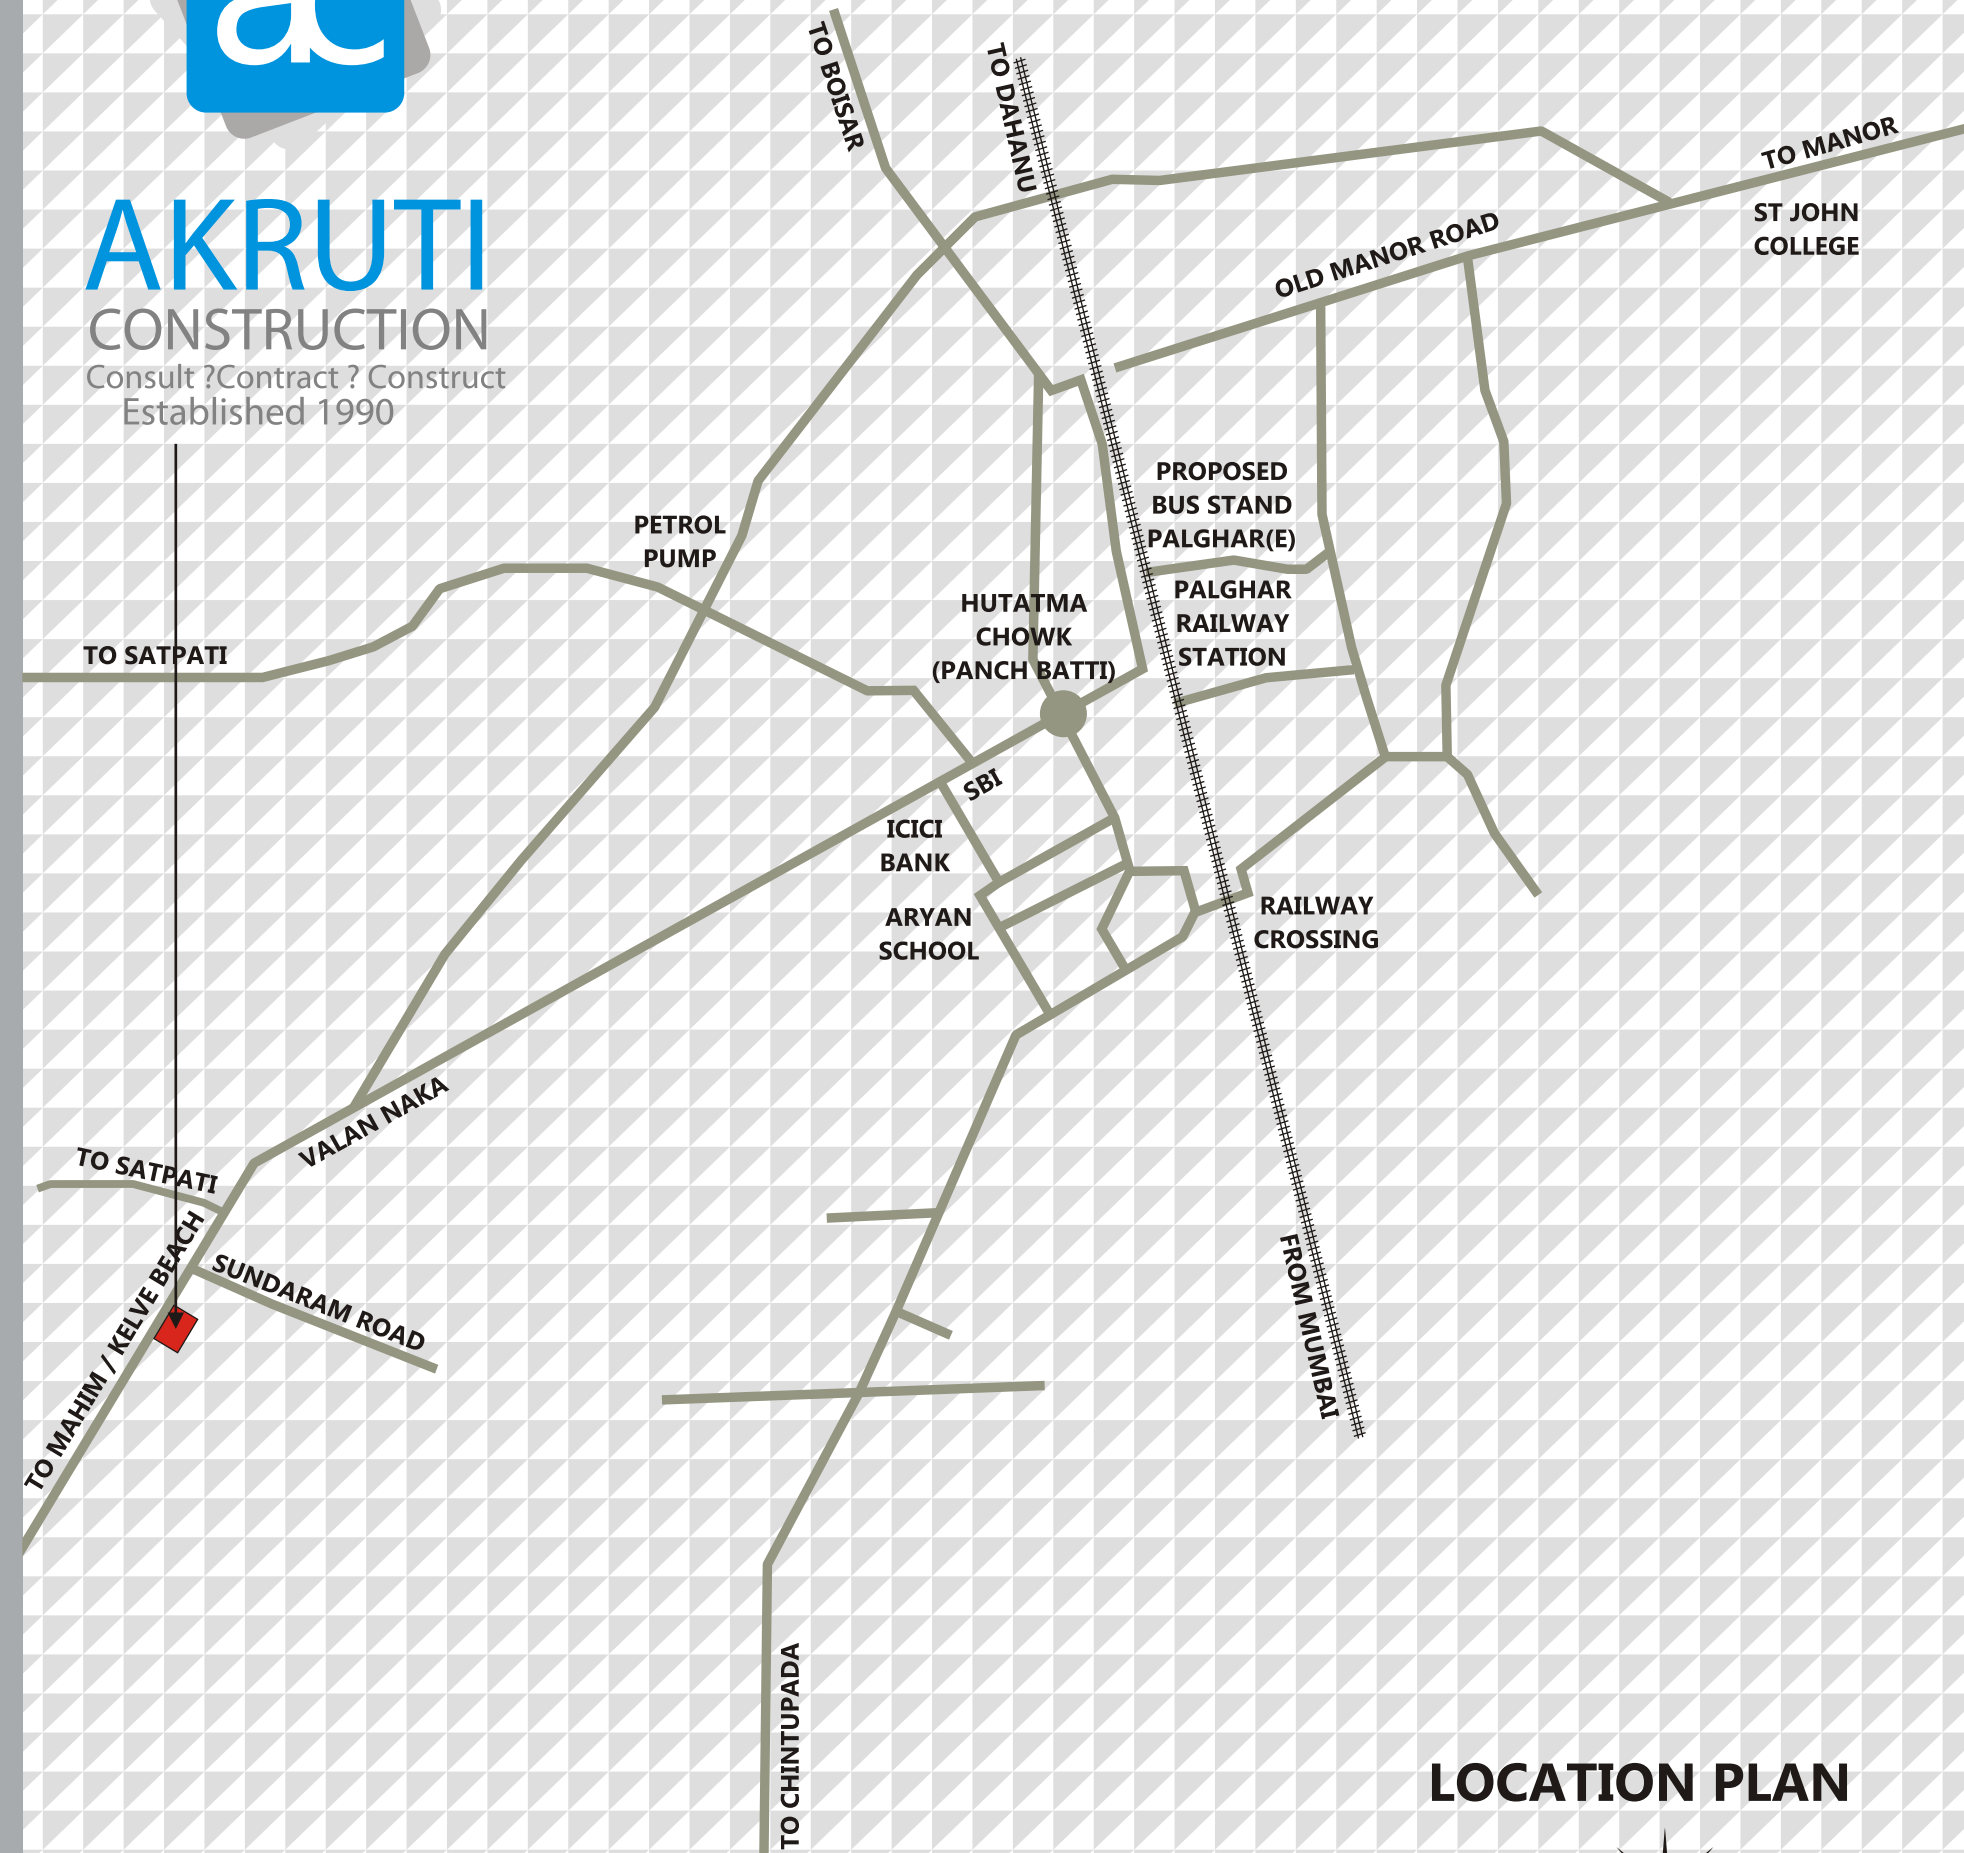 ac
AKRUTI
CONSTRUCTION
Consult ?Contract ? Construct
Established 1990
TO BOISAR
TO DAHANU
TO MANOR
ST JOHN
COLLEGE
OLD MANOR ROAD
PROPOSED
BUS STAND
PALGHAR(E)
PETROL
PUMP
PALGHAR
RAILWAY
STATION
HUTATMA
CHOWK
(PANCH BATTI)
TO SATPATI
SBI
ICICI
BANK
ARYAN
SCHOOL
RAILWAY
CROSSING
VALAN NAKA
TO SATPATI
TO MAHIM / KELVE BEACH
SUNDARAM ROAD
FROM MUMBAI
TO CHINTUPADA
LOCATION PLAN